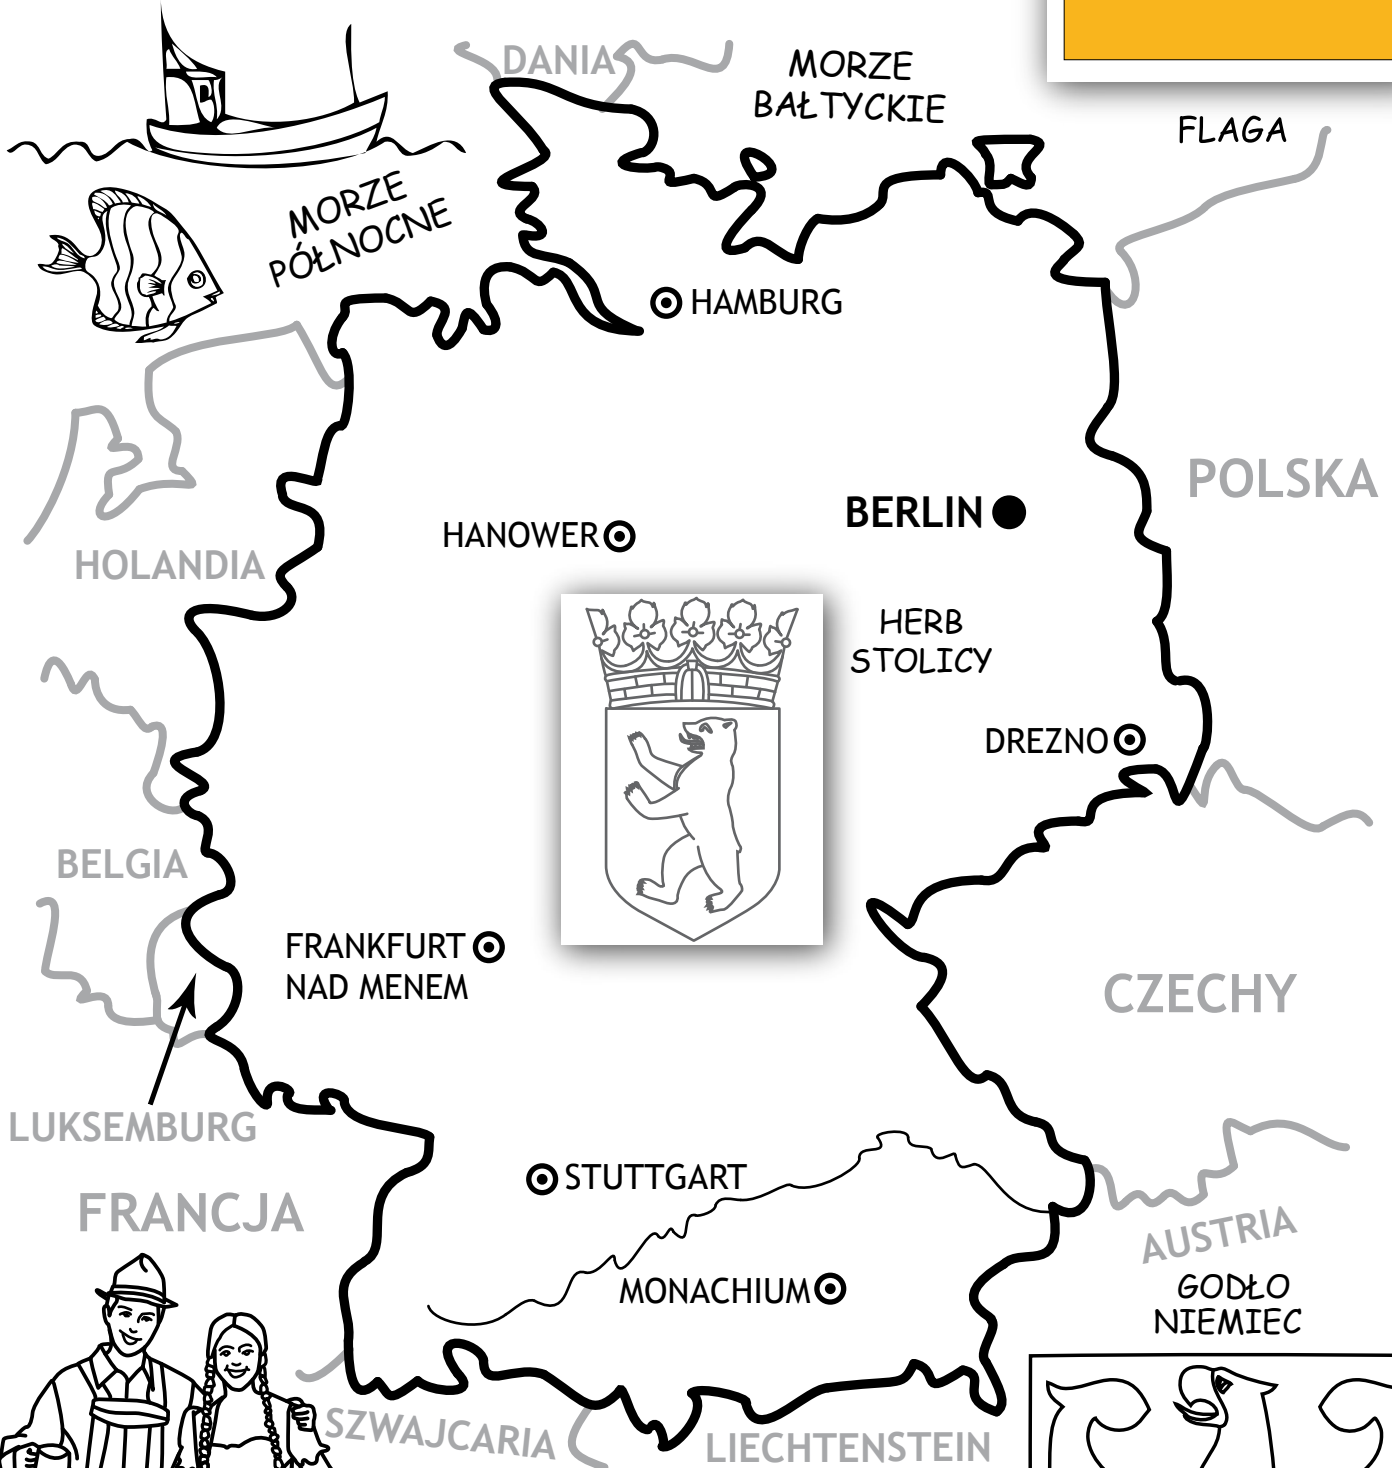 DANIA
MORZE
BAŁTYCKIE
FLAGA
MORZE
PÓŁNOCNE
HAMBURG
POLSKA
BERLIN
HANOWER
HOLANDIA
HERB
STOLICY
DREZNO
BELGIA
FRANKFURT
NAD MENEM
CZECHY
LUKSEMBURG
STUTTGART
FRANCJA
AUSTRIA
MONACHIUM
GODŁO
NIEMIEC
SZWAJCARIA
LIECHTENSTEIN